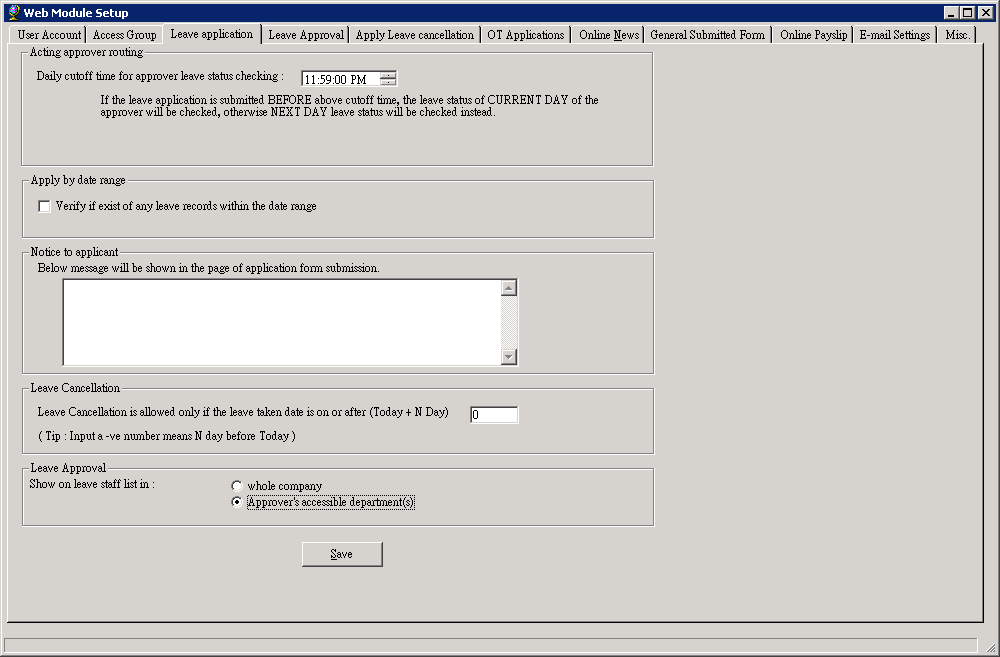 Web Module Setup
User Account Access Group Leave application Leave Approval Apply Leave cancellation OT Applications Online News General Submitted Form Online Payslip E-mail Settings Misc.
Acting approver routing
Daily cutoff time for approver leave status checking : 11:59:00 PM
If the leave application is submitted BEFORE above cutoff time, the leave status of CURRENT DAY of the
approver will be checked, otherwise NEXT DAY leave status will be checked instead.
Apply by date range
Verify if exist of any leave records within the date range
Notice to applicant
Below message will be shown in the page of application form submission.
Leave Cancellation
Leave Cancellation is allowed only if the leave taken date is on or after (Today + N Day) 0
( Tip : Input a -ve number means N day before Today )
Leave Approval
Show on leave staff list in : whole company
Approver's accessible department(s)
Save